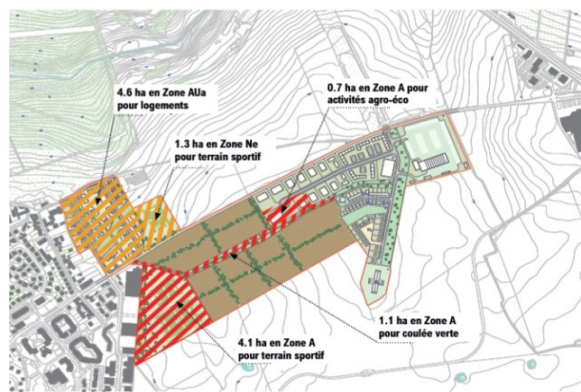 4.6 ha en Zone AUa
pour logements
0.7 ha en Zone A pour
activités agro-éco
1.3 ha en Zone Ne
pour terrain sportif
1.1 ha en Zone A
pour coulée verte
4.1 ha en Zone A
pour terrain sportif